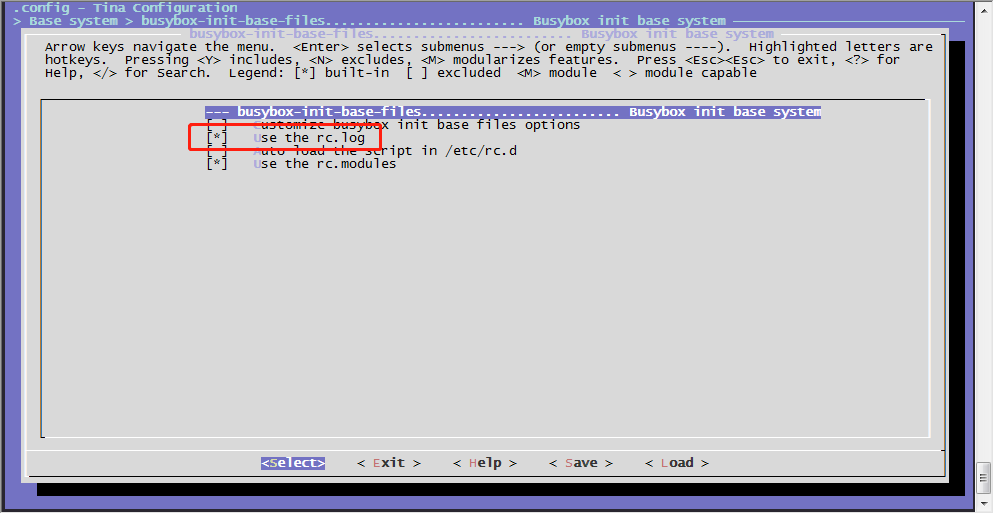 .config - Tina Configuration
> Base system > busybox-init-base-files......................... Busybox init base system
busybox-init-base-files......................... Busybox init base system
Arrow keys navigate the menu.  <Enter> selects submenus ---> (or empty submenus ----).  Highlighted letters are
hotkeys.  Pressing <Y> includes, <N> excludes, <M> modularizes features.  Press <Esc><Esc> to exit, <?> for
Help, </> for Search.  Legend: [*] built-in  [ ] excluded  <M> module  < > module capable
--- busybox-init-base-files......................... Busybox init base system
[ ]   Customize busybox init base files options
[*]   Use the rc.log
[ ]   Auto load the script in /etc/rc.d
[*]   Use the rc.modules
<Select>    < Exit >    < Help >    < Save >    < Load >